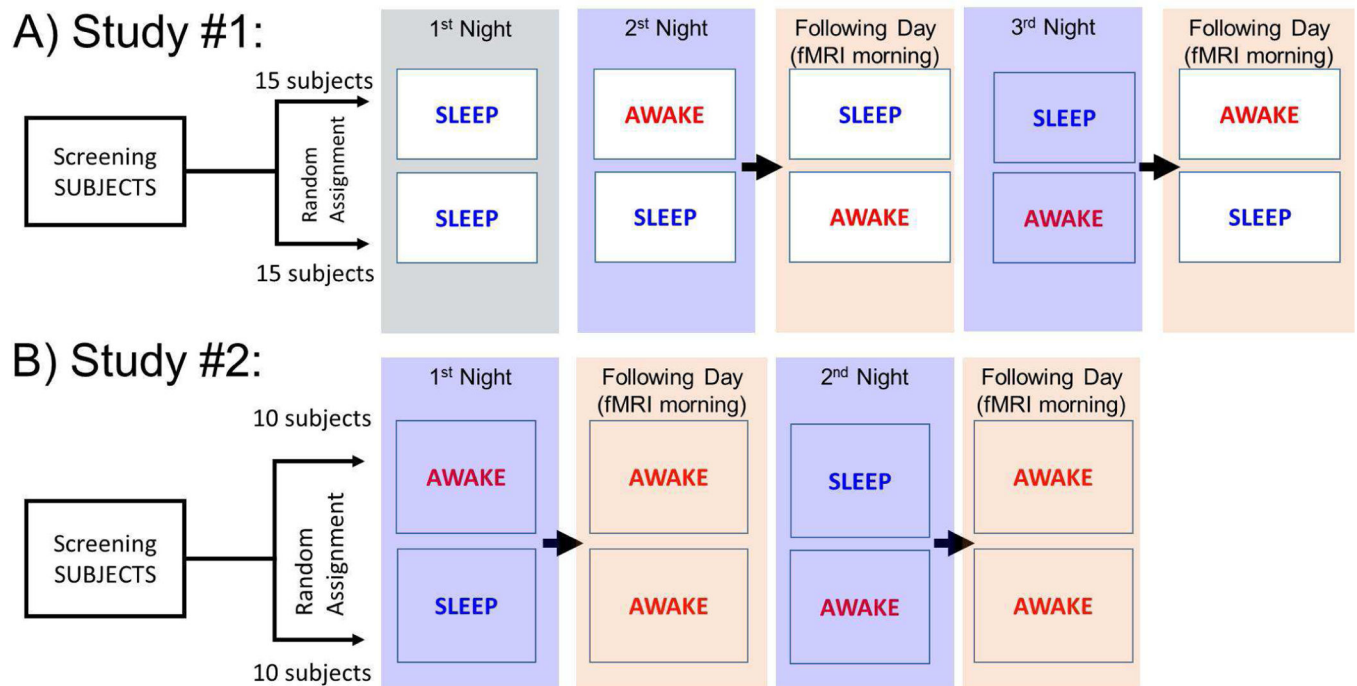 A) Study #1:
1st Night
2st Night
Following Day
(fMRI morning)
3rd Night
Following Day
(fMRI morning)
15 subjects
Screening
SUBJECTS
Random
Assignment
15 subjects
SLEEP
AWAKE
SLEEP
SLEEP
AWAKE
SLEEP
SLEEP
AWAKE
AWAKE
SLEEP
B) Study #2:
1st Night
Following Day
(fMRI morning)
2nd Night
Following Day
(fMRI morning)
10 subjects
Screening
SUBJECTS
Random
Assignment
10 subjects
AWAKE
AWAKE
SLEEP
AWAKE
SLEEP
AWAKE
AWAKE
AWAKE